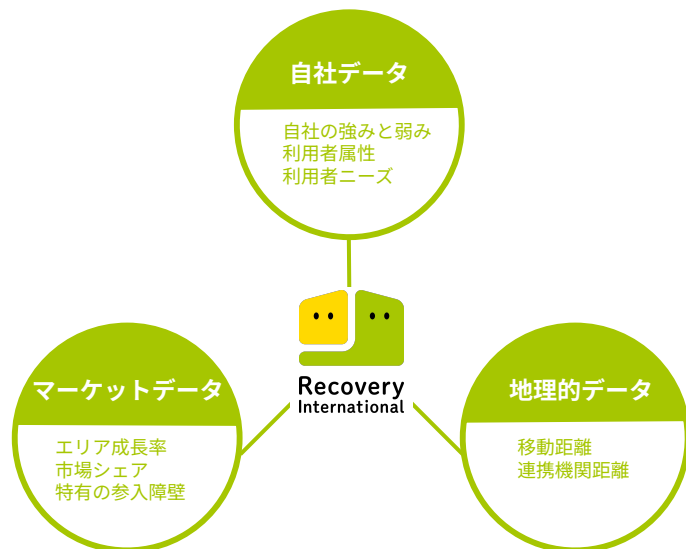 自社データ
自社の強みと弱み
利用者属性
利用者ニーズ
Recovery
International
マーケットデータ
エリア成長率
市場シェア
特有の参入障壁
地理的データ
移動距離
連携機関距離